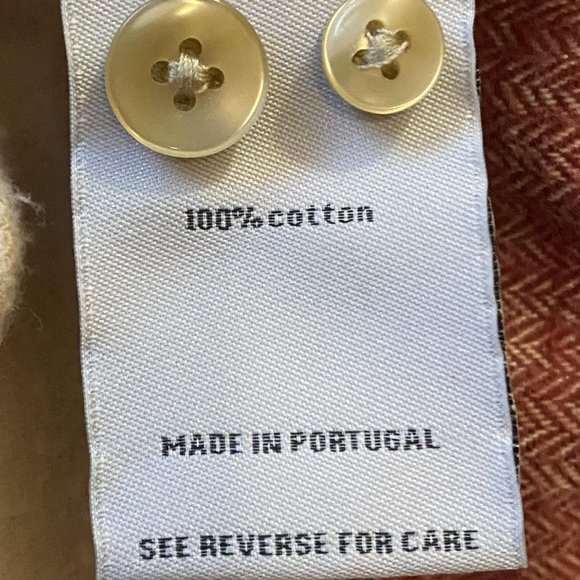 100% cotton
MADE IN PORTUGAL
SEE REVERSE FOR CARE